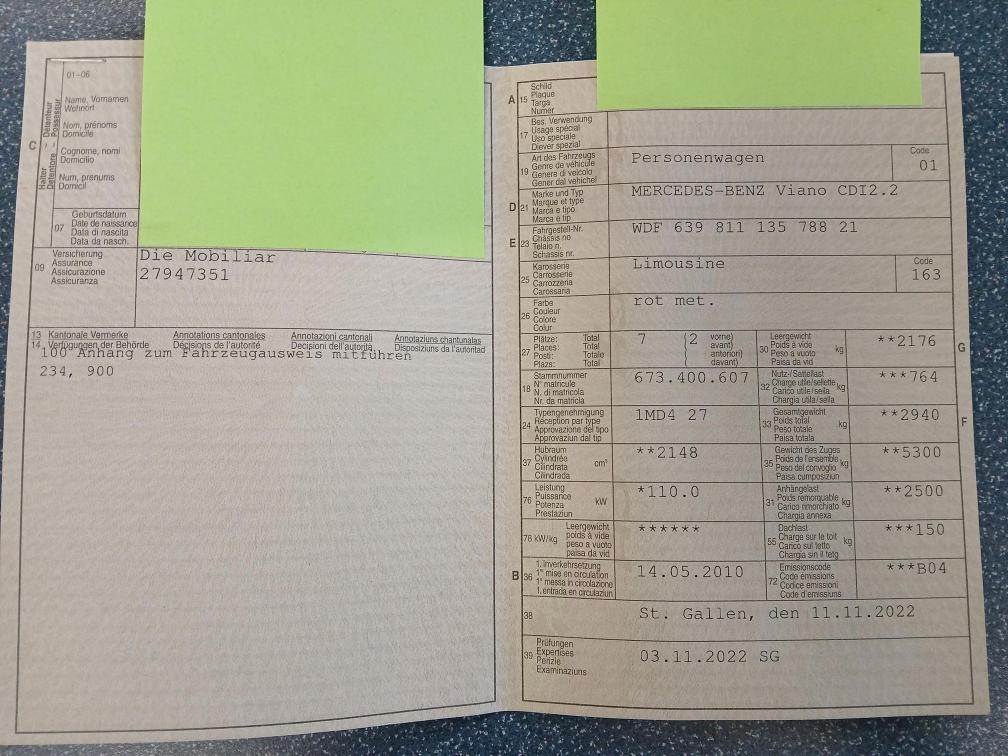 01-06
C
Halter Detenteur
Detentore Possessur
Name, Vornamen
Wohnort
Nom, prénoms
Domicile
Cognome, nomi
Domicilio
Num, prenums
Domicil
07
Geburtsdatum
Date de naissance
Data di nascita
Data da nasch.
09
Versicherung
Assurance
Assicurazione
Assicuranza
Die Mobiliar
27947351
13 Kantonale Vermerke Annotations cantonales Annotazioni cantonali Annotaziuns chantunalas
14 Verfügungen der Behörde Décisions de l'autorité Decisioni dell'autorità Disposiziuns da l'autoritad
100 Anhang zum Fahrzeugausweis mitführen
234, 900
A 15
Schild
Plaque
Targa
Numer
17
Bes. Verwendung
Usage spécial
Uso speciale
Diever spezial
19
Art des Fahrzeugs
Genre de véhicule
Genere di veicolo
Gener dal vehichel
Personenwagen
Code
01
D 21
Marke und Typ
Marque et type
Marca e tipo
Marca e tip
MERCEDES-BENZ Viano CDI2.2
E 23
Fahrgestell-Nr.
Châssis no
Telaio n.
Schassis nr.
WDF 639 811 135 788 21
25
Karosserie
Carrosserie
Carrozzeria
Carossaria
Limousine
Code
163
26
Farbe
Couleur
Colore
Colur
rot met.
27
Plätze: Total
Places: Total
Posti: Totale
Plazs: Total
7 (2 vorne)
avant)
anteriori)
davant)
30
Leergewicht
Poids à vide
Peso a vuoto
Paisa da vid
kg
**2176
G
18
Stammnummer
N° matricule
N. di matricola
Nr. da matricla
673.400.607
32
Nutz-/Sattellast
Charge utile/sellette
Carico utile/sella
Chargia utila/sella
kg
***764
24
Typengenehmigung
Réception par type
Approvazione del tipo
Approvaziun dal tip
1MD4 27
33
Gesamtgewicht
Poids total
Peso totale
Paisa totala
kg
**2940
F
37
Hubraum
Cylindrée
Cilindrata
Cilindrada
cm³
**2148
35
Gewicht des Zuges
Poids de l'ensemble
Peso del convoglio
Paisa cumposiziun
kg
**5300
76
Leistung
Puissance
Potenza
Prestaziun
kW
*110.0
31
Anhängelast
Poids remorquable
Carico rimorchiato
Chargia annexa
kg
**2500
78 kW/kg
Leergewicht
poids à vide
peso a vuoto
paisa da vid
******
55
Dachlast
Charge sur le toit
Carico sul tetto
Chargia sin il tetg
kg
***150
B 36
1. Inverkehrsetzung
1re mise en circulation
1a messa in circolazione
1. entrada en circulaziun
14.05.2010
72
Emissionscode
Code émissions
Codice emissioni
Code d'emissiuns
***B04
38
St. Gallen, den 11.11.2022
39
Prüfungen
Expertises
Perizie
Examinaziuns
03.11.2022 SG